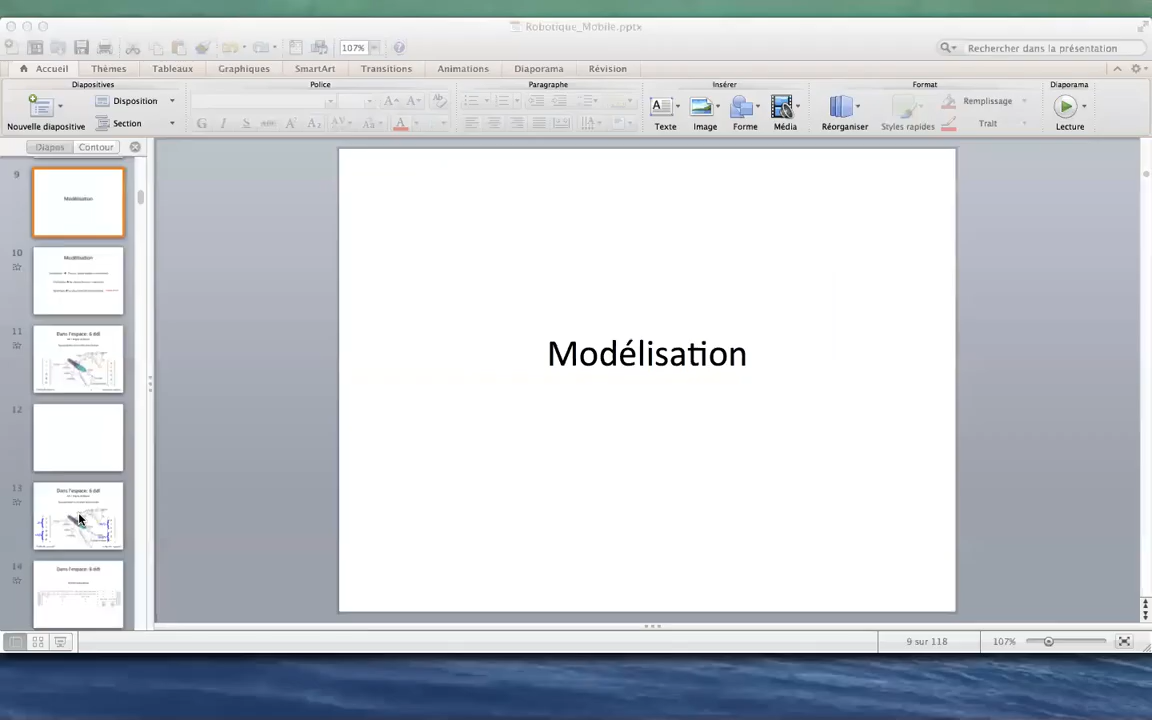 Robotique_Mobile.pptx
107%
Rechercher dans la présentation
Accueil
Thèmes
Tableaux
Graphiques
SmartArt
Transitions
Animations
Diaporama
Révision
Diapositives
Police
Paragraphe
Insérer
Format
Diaporama
Nouvelle diapositive
Disposition
Section
Texte
Image
Forme
Média
Réorganiser
Styles rapides
Remplissage
Trait
Lecture
Diapos
Contour
9
Modélisation
10
Modélisation
11
Dans l'espace: 6 ddl
12
13
Dans l'espace: 6 ddl
14
Dans l'espace: 6 ddl
Modélisation
9 sur 118
107%